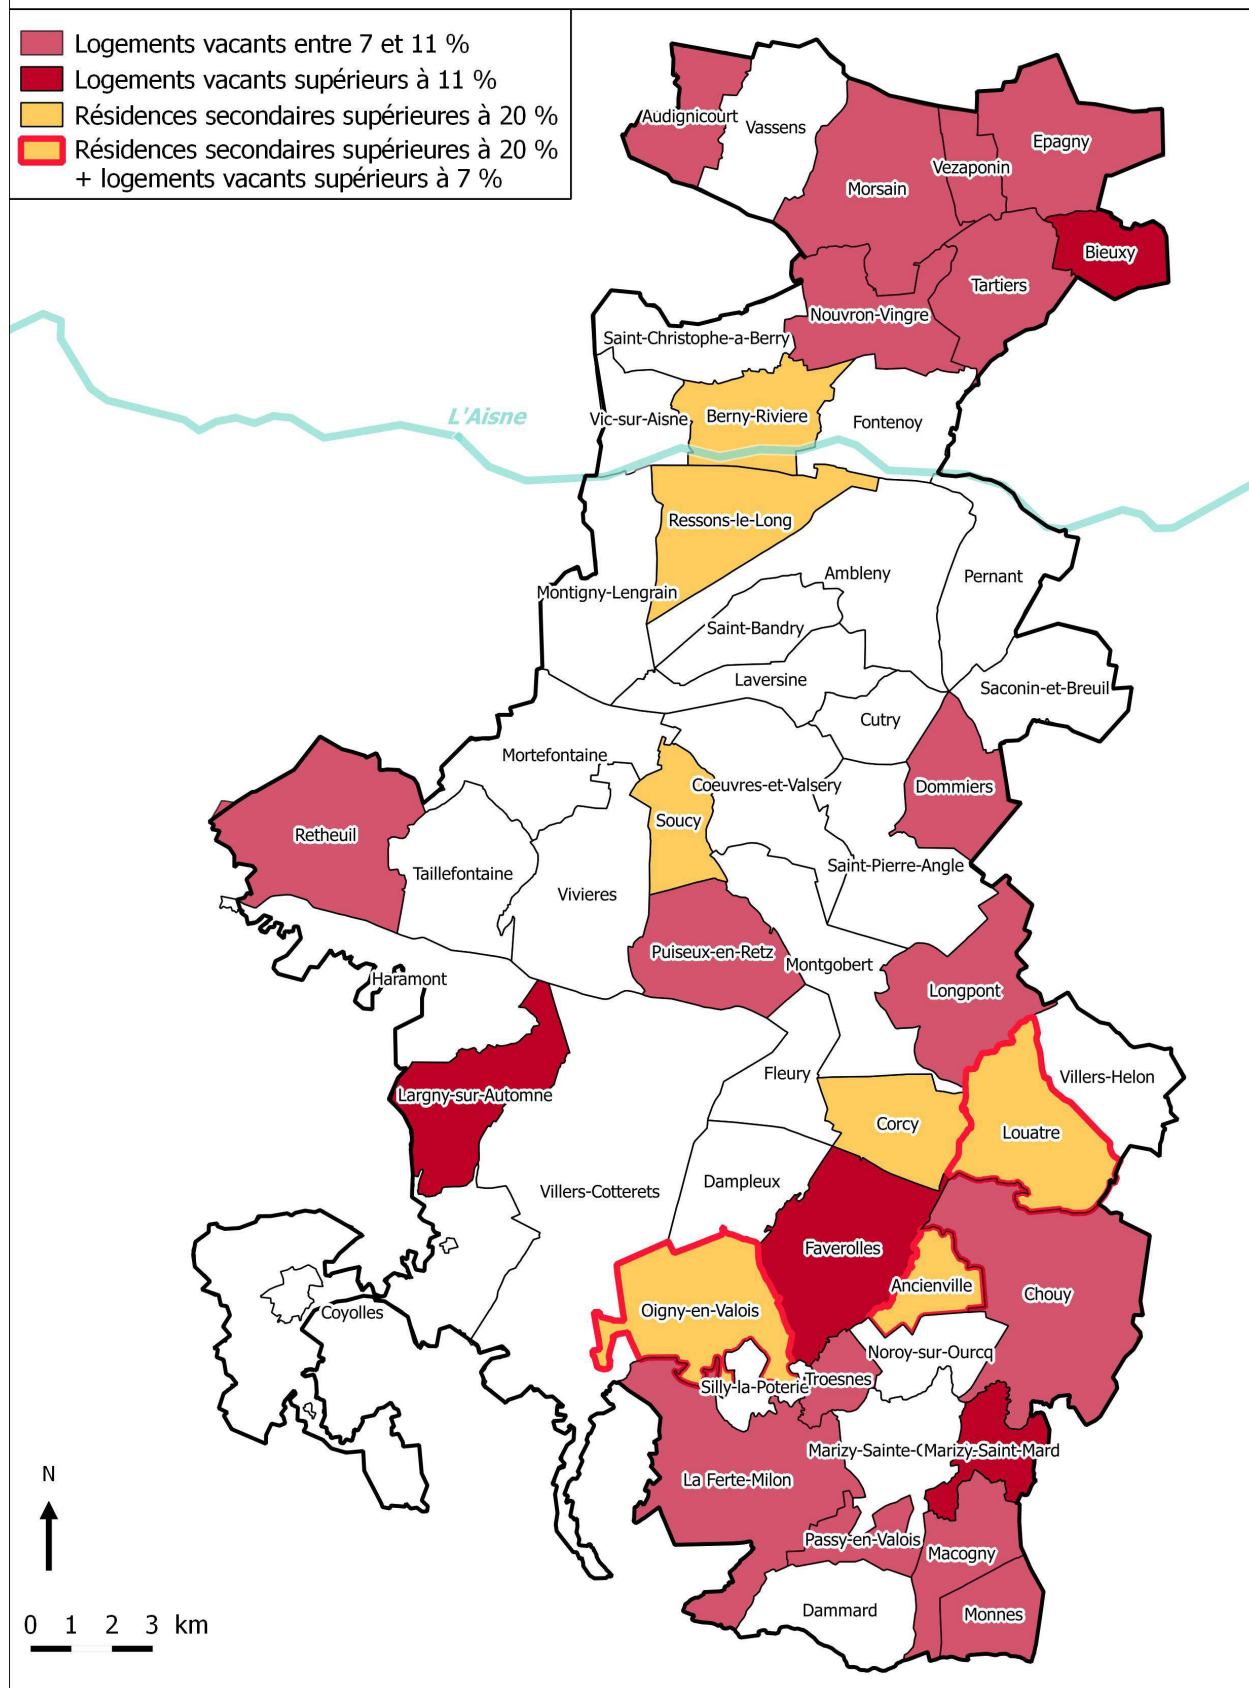 Logements vacants entre 7 et 11 %
Logements vacants supérieurs à 11 %
Résidences secondaires supérieures à 20 %
Résidences secondaires supérieures à 20 %
+ logements vacants supérieurs à 7 %
Audignicourt
Vassens
Epagny
Vezaponin
Morsain
Bieuxy
Tartiers
Nouvron-Vingre
Saint-Christophe-a-Berry
L'Aisne
Vic-sur-Aisne
Berny-Riviere
Fontenoy
Ressons-le-Long
Ambleny
Pernant
Montigny-Lengrain
Saint-Bandry
Laversine
Saconin-et-Breuil
Cutry
Mortefontaine
Coeuvres-et-Valsery
Dommiers
Soucy
Retheuil
Taillefontaine
Saint-Pierre-Angle
Vivieres
Puiseux-en-Retz
Montgobert
Haramont
Longpont
Fleury
Villers-Helon
Largny-sur-Automne
Corcy
Louatre
Dampleux
Villers-Cotterets
Faverolles
Ancienville
Chouy
Oigny-en-Valois
Coyolles
Noroy-sur-Ourcq
Troesnes
Silly-la-Poterie
Marizy-Sainte-
Marizy-Saint-Mard
La Ferte-Milon
Passy-en-Valois
Macogny
Dammard
Monnes
N
0 1 2 3 km